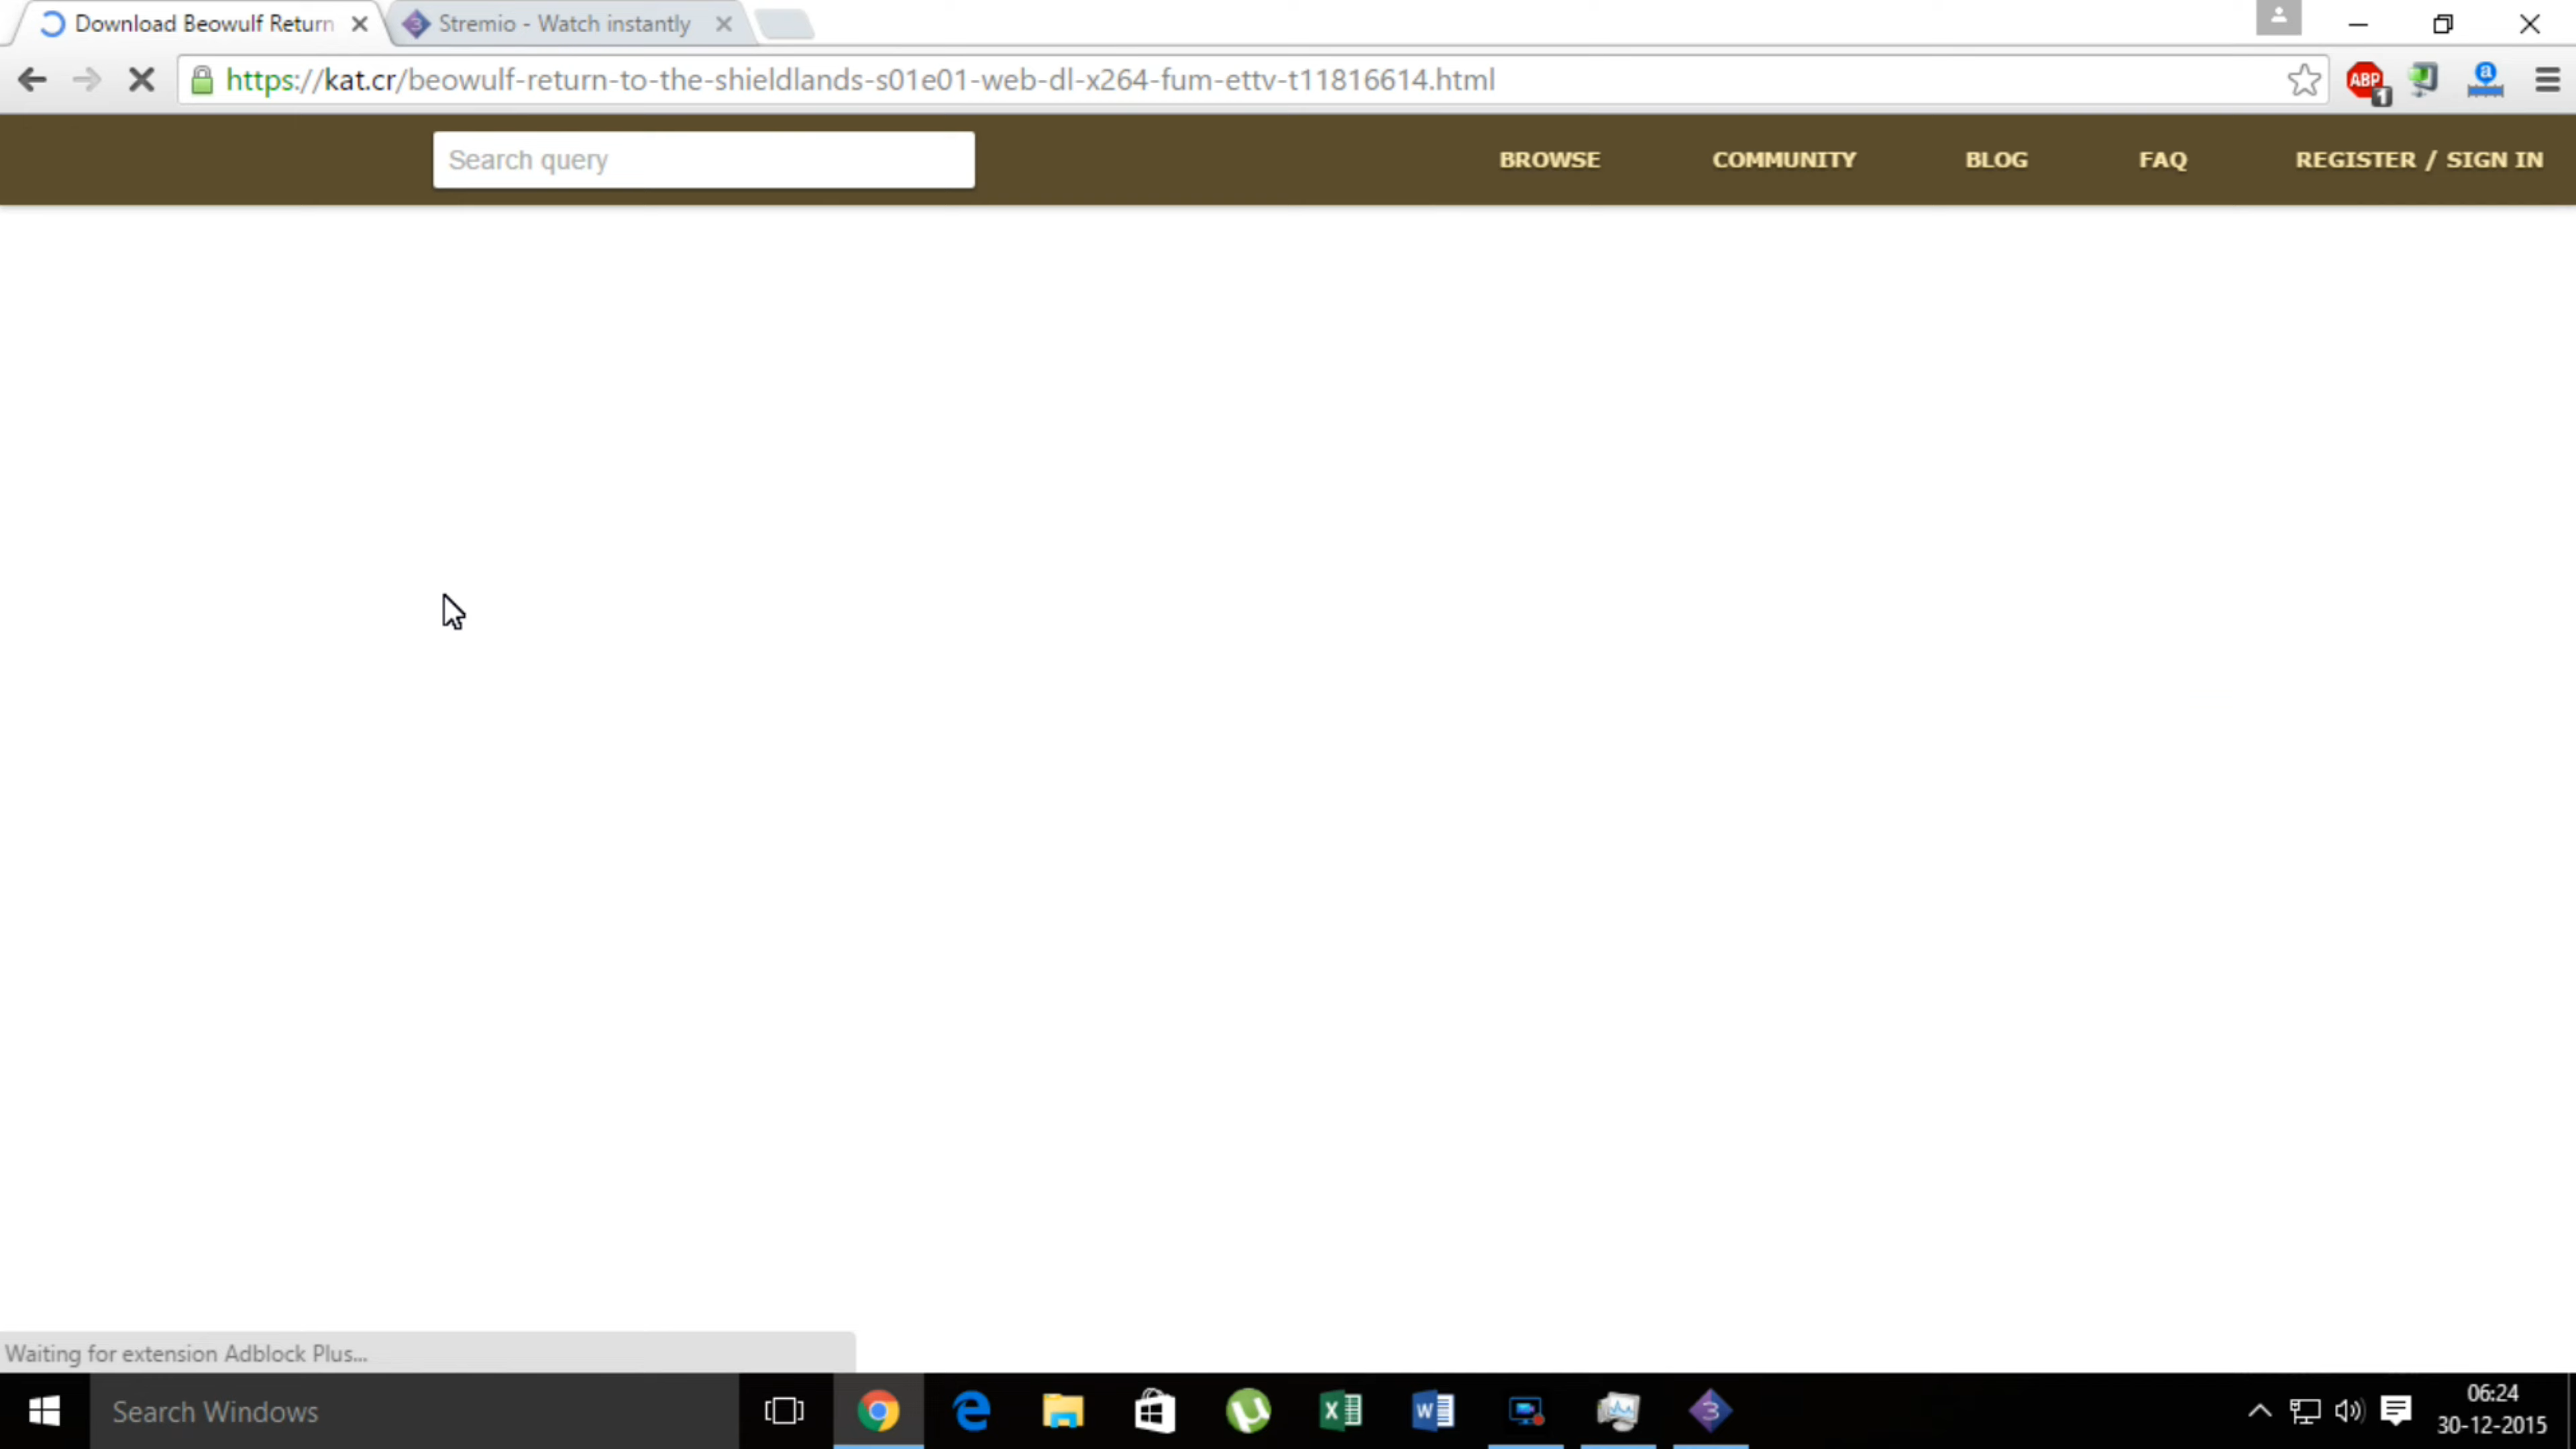 Download Beowulf Return
Stremio - Watch instantly
https://kat.cr/beowulf-return-to-the-shieldlands-s01e01-web-dl-x264-fum-ettv-t11816614.html
ABP
1
a
Search query
BROWSE
COMMUNITY
BLOG
FAQ
REGISTER / SIGN IN
Waiting for extension Adblock Plus...
Search Windows
06:24
30-12-2015